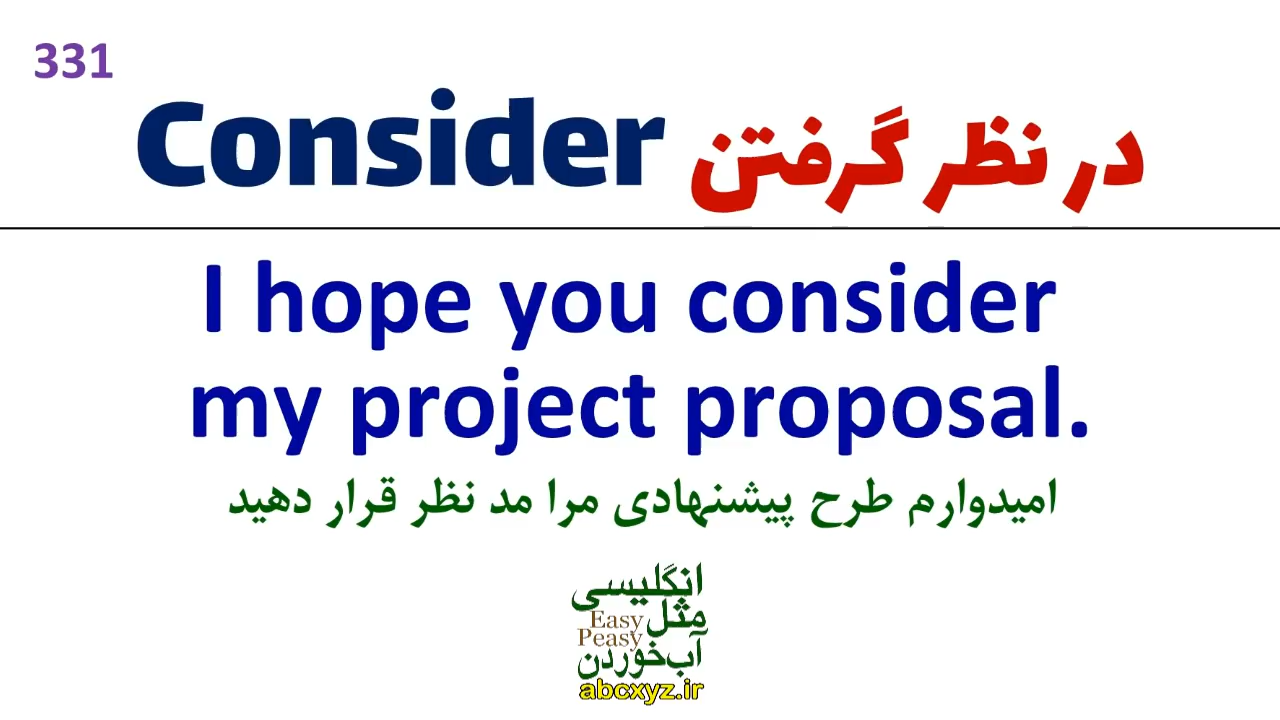 331
Consider در نظر گرفتن
I hope you consider
my project proposal.
امیدوارم طرح پیشنهادی مرا مد نظر قرار دهید
انگلیسی
مثل
Easy
Peasy
آب‌خوردن
abcxyz.ir